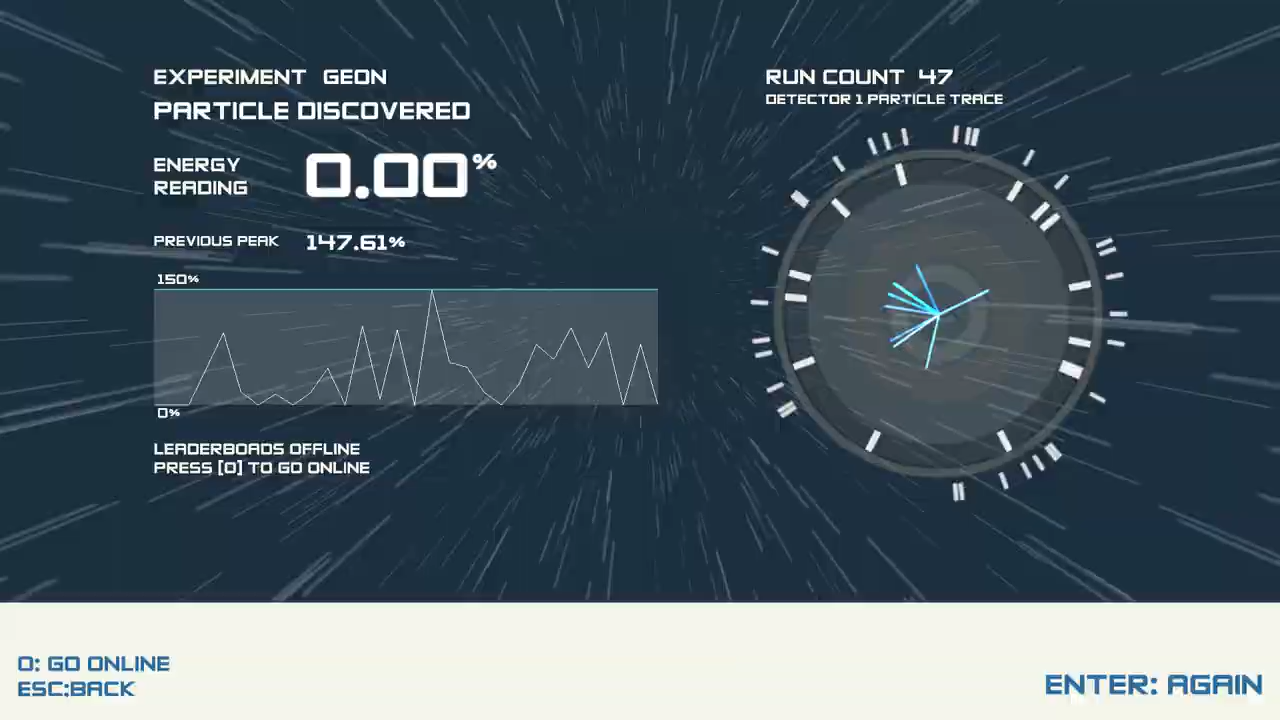 EXPERIMENT GEON
PARTICLE DISCOVERED
ENERGY
READING
0.00%
PREVIOUS PEAK 147.61%
150%
0%
LEADERBOARDS OFFLINE
PRESS [O] TO GO ONLINE
RUN COUNT 47
DETECTOR 1 PARTICLE TRACE
O: GO ONLINE
ESC:BACK
ENTER: AGAIN